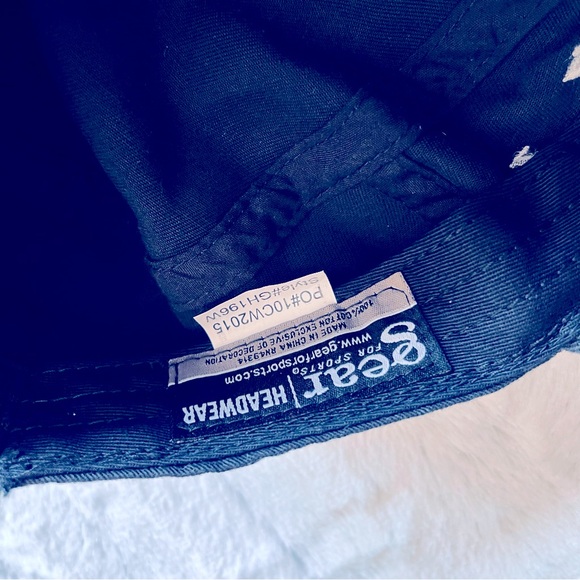 gear
FOR SPORTS®
HEADWEAR
www.gearforsports.com
MADE IN CHINA RN49314
100% COTTON EXCLUSIVE OF DECORATION
PO#10CW2015
Style#GH196W